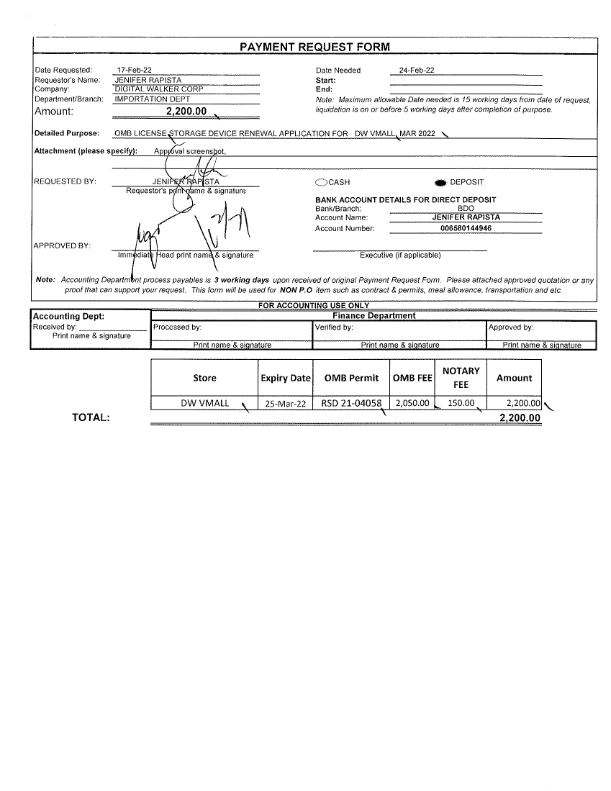 PAYMENT REQUEST FORM
Date Requested: 17-Feb-22 Date Needed 24-Feb-22
Requestor's Name: JENIFER RAPISTA Start:
Company: DIGITAL WALKER CORP End:
Department/Branch: IMPORTATION DEPT Note: Maximum allowable Date needed is 15 working days from date of request,
Amount: 2,200.00 liquidation is on or before 5 working days after completion of purpose.
Detailed Purpose: OMB LICENSE STORAGE DEVICE RENEWAL APPLICATION FOR DW VMALL, MAR 2022
Attachment (please specify): Approval screenshot,
REQUESTED BY: JENIFER RAPISTA CASH DEPOSIT
Requestor's print name & signature
BANK ACCOUNT DETAILS FOR DIRECT DEPOSIT
Bank/Branch: BDO
Account Name: JENIFER RAPISTA
Account Number: 006580144946
APPROVED BY:
Immediate Head print name & signature Executive (if applicable)
Note: Accounting Department process payables is 3 working days upon received of original Payment Request Form. Please attached approved quotation or any
proof that can support your request. This form will be used for NON P.O item such as contract & permits, meal allowance, transportation and etc.
FOR ACCOUNTING USE ONLY
Accounting Dept: Finance Department
Received by: Proccessed by: Verified by: Approved by:
Print name & signature
Print name & signature Print name & signature Print name & signature
Store Expiry Date OMB Permit OMB FEE NOTARY FEE Amount
DW VMALL 25-Mar-22 RSD 21-04058 2,050.00 150.00 2,200.00
TOTAL: 2,200.00